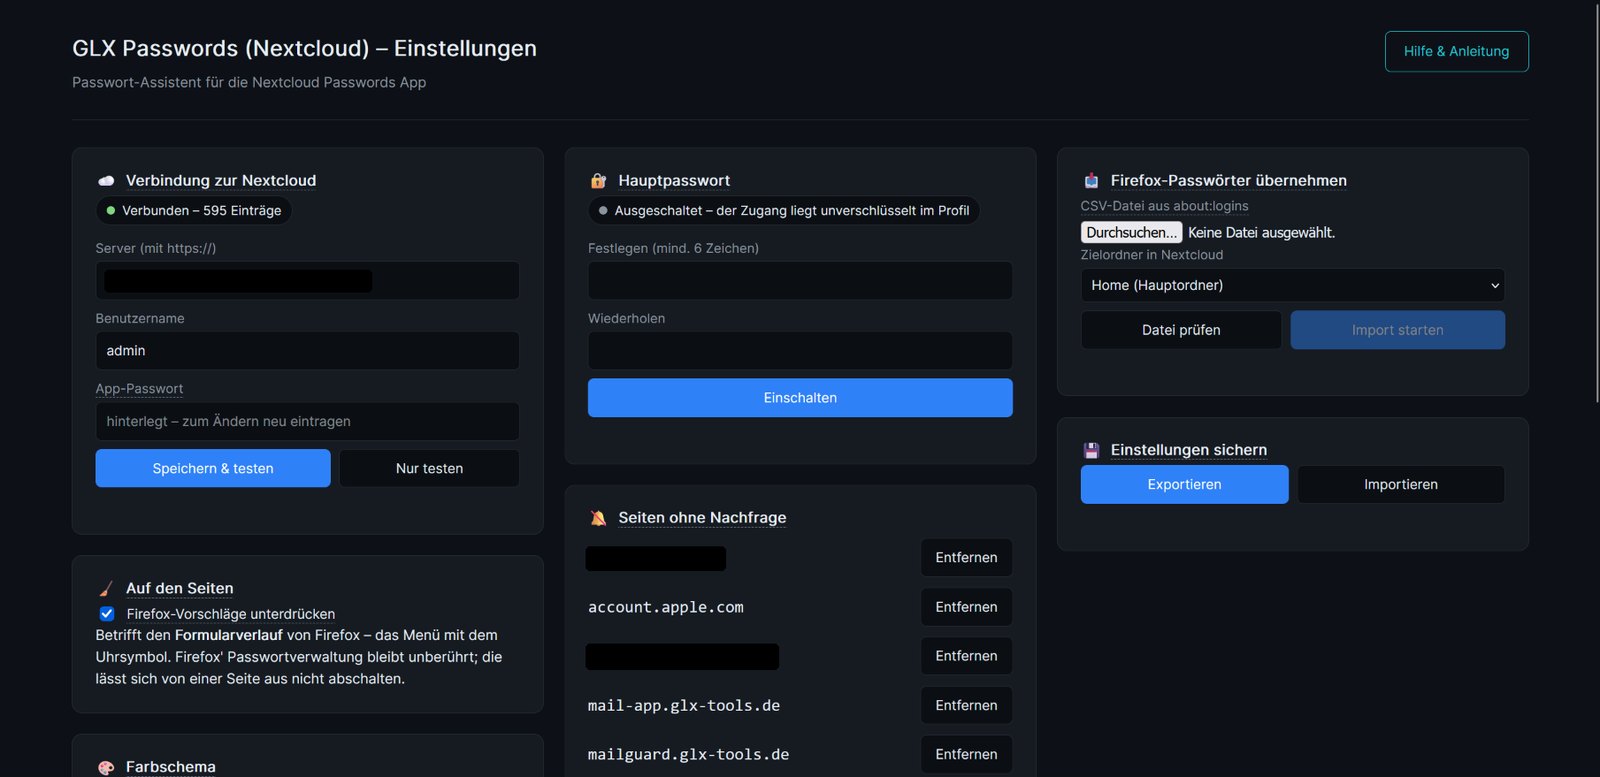 GLX Passwords (Nextcloud) – Einstellungen
Passwort-Assistent für die Nextcloud Passwords App
Hilfe & Anleitung
Verbindung zur Nextcloud
Verbunden – 595 Einträge
Server (mit https://)
Benutzername
admin
App-Passwort
hinterlegt – zum Ändern neu eintragen
Speichern & testen
Nur testen
Auf den Seiten
Firefox-Vorschläge unterdrücken
Betrifft den Formularverlauf von Firefox – das Menü mit dem
Uhrsymbol. Firefox' Passwortverwaltung bleibt unberührt; die
lässt sich von einer Seite aus nicht abschalten.
Farbschema
Hauptpasswort
Ausgeschaltet – der Zugang liegt unverschlüsselt im Profil
Festlegen (mind. 6 Zeichen)
Wiederholen
Einschalten
Seiten ohne Nachfrage
Entfernen
account.apple.com
Entfernen
Entfernen
mail-app.glx-tools.de
Entfernen
mailguard.glx-tools.de
Entfernen
Firefox-Passwörter übernehmen
CSV-Datei aus about:logins
Durchsuchen... Keine Datei ausgewählt.
Zielordner in Nextcloud
Home (Hauptordner)
Datei prüfen
Import starten
Einstellungen sichern
Exportieren
Importieren